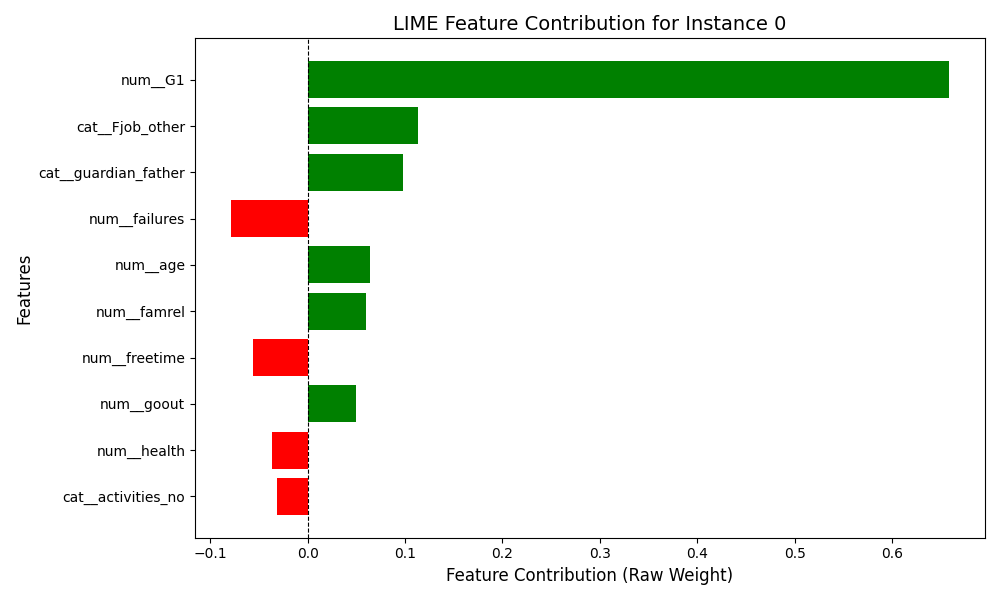 LIME Feature Contribution for Instance 0
num__G1
cat__Fjob_other
cat__guardian_father
num__failures
num__age
num__famrel
num__freetime
num__goout
num__health
cat__activities_no
Features
−0.1 0.0 0.1 0.2 0.3 0.4 0.5 0.6
Feature Contribution (Raw Weight)